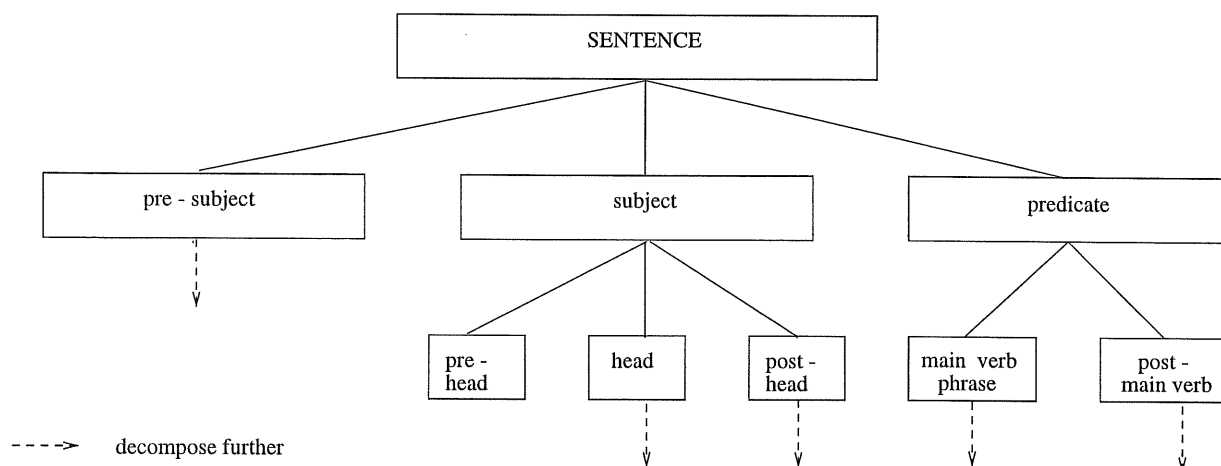 SENTENCE
pre - subject
subject
predicate
pre -
head
head
post -
head
main verb
phrase
post -
main verb
decompose further